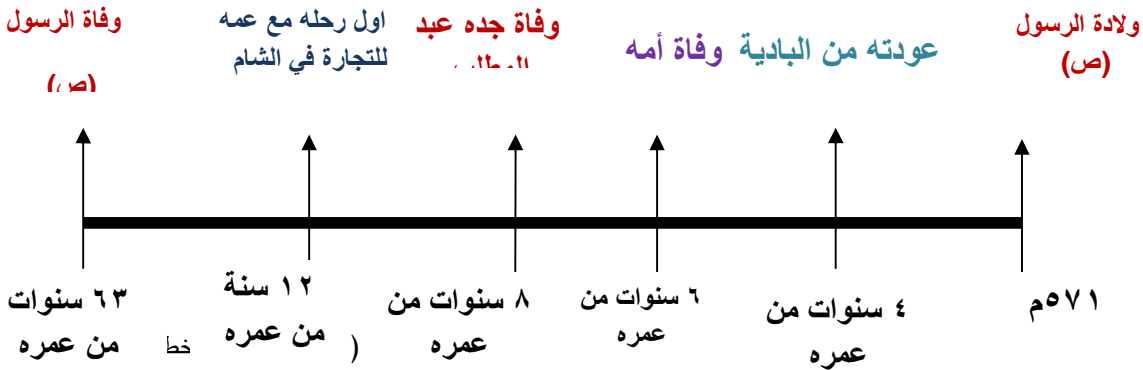 ولادة الرسول
(ص)
عودته من البادية
وفاة أمه
وفاة جده عبد
المطلب
اول رحله مع عمه
للتجارة في الشام
وفاة الرسول
(ص)
٥٧١م
٤ سنوات من
عمره
٦ سنوات من
عمره
٨ سنوات من
عمره
١٢ سنة
من عمره
)
خط
٦٣ سنوات
من عمره